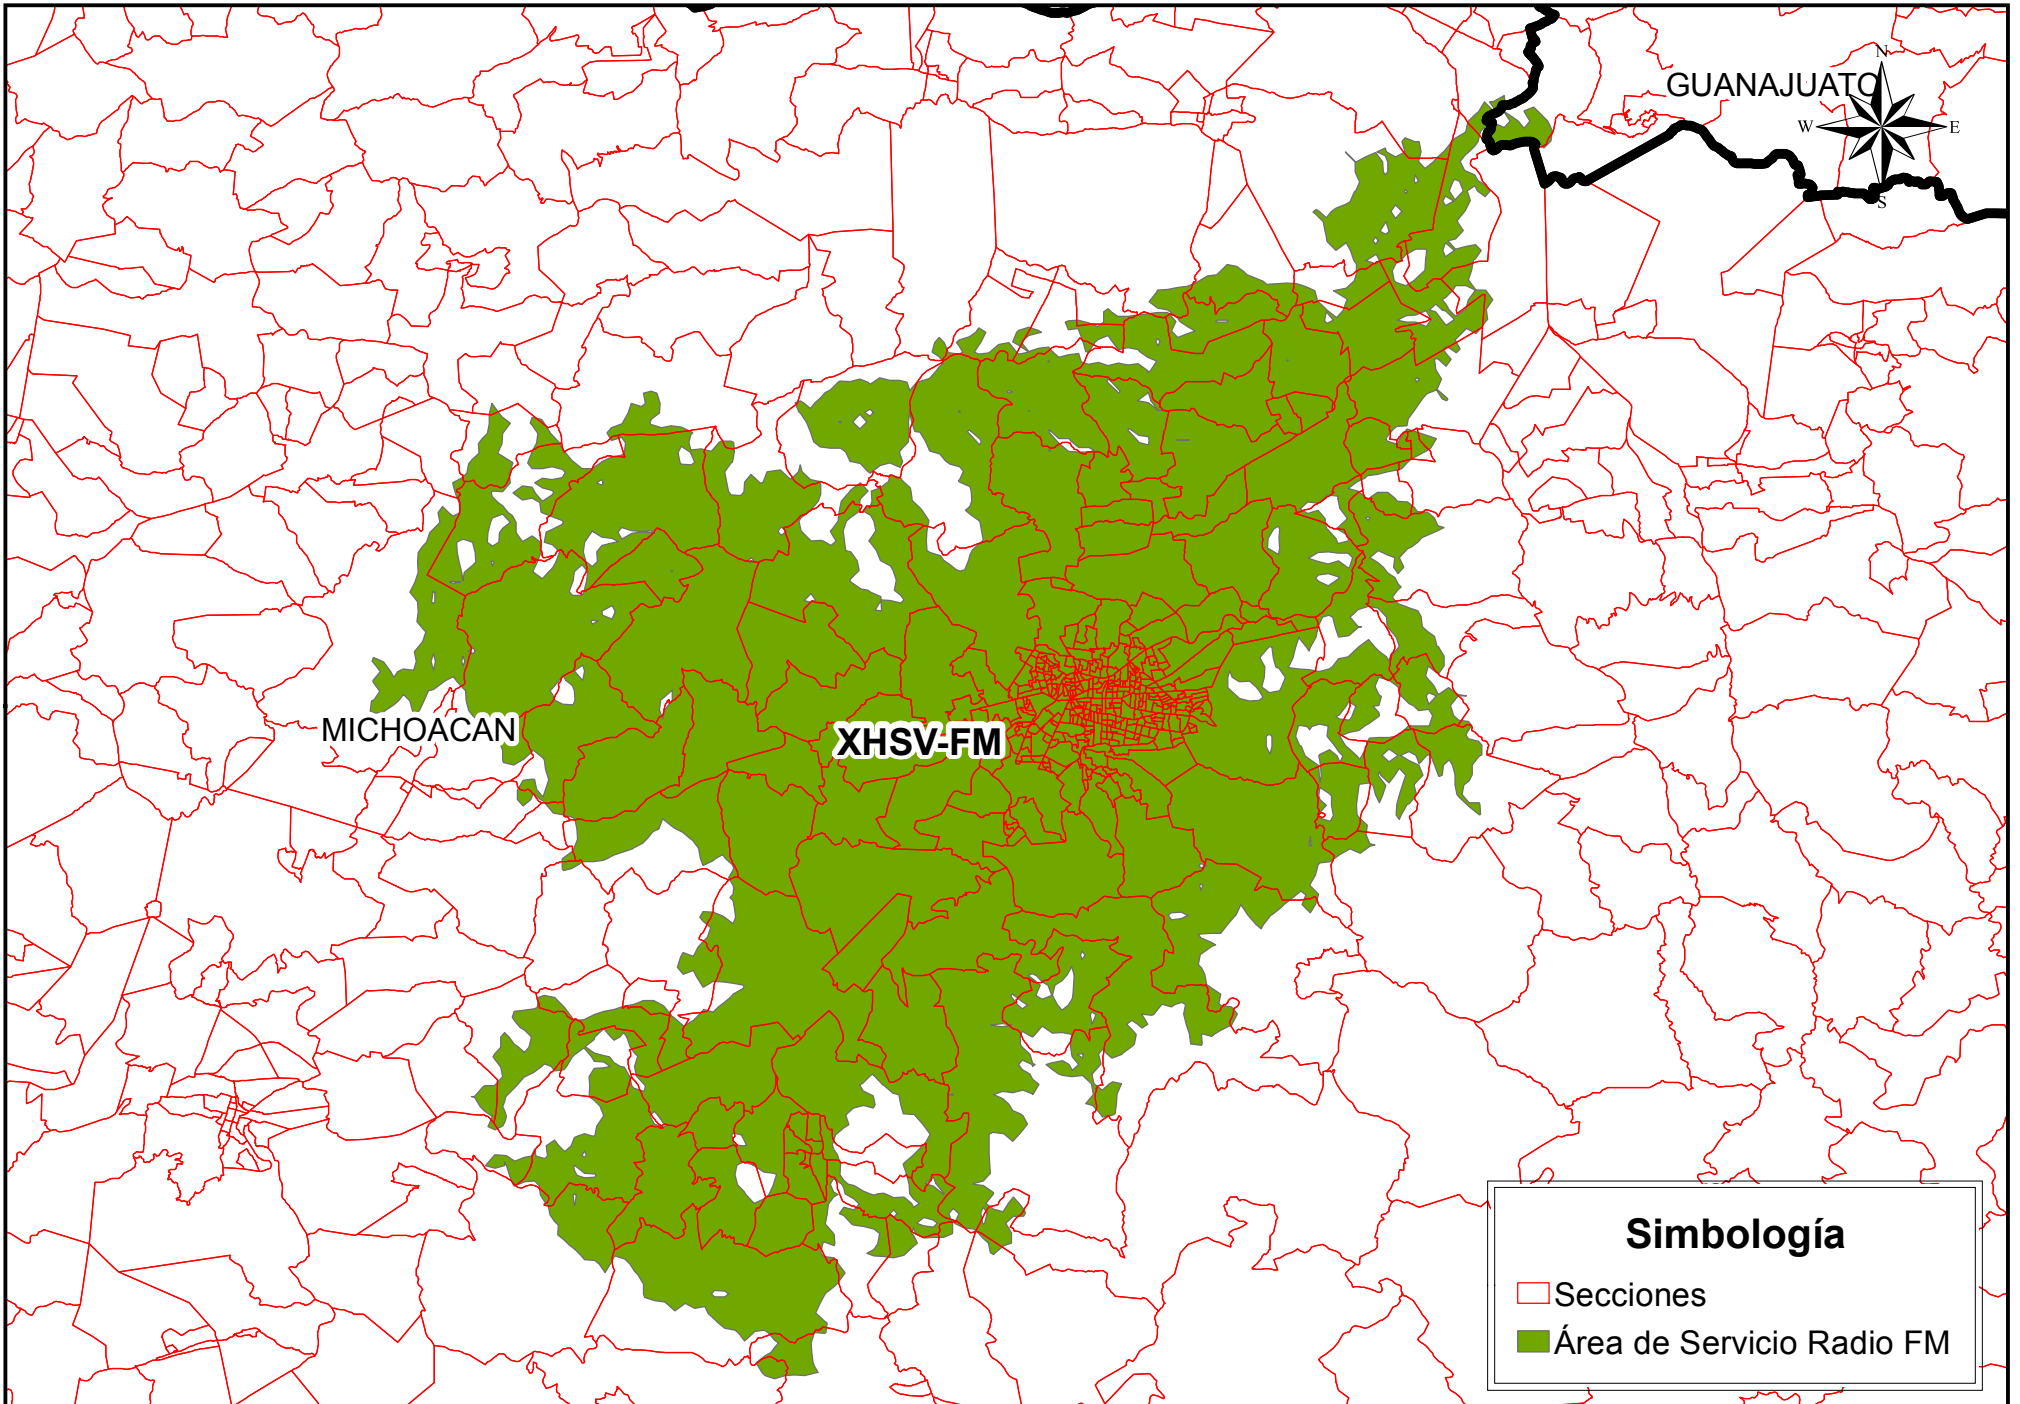 GUANAJUATO
N
W
E
S
MICHOACAN
XHSV-FM
Simbología
Secciones
Área de Servicio Radio FM